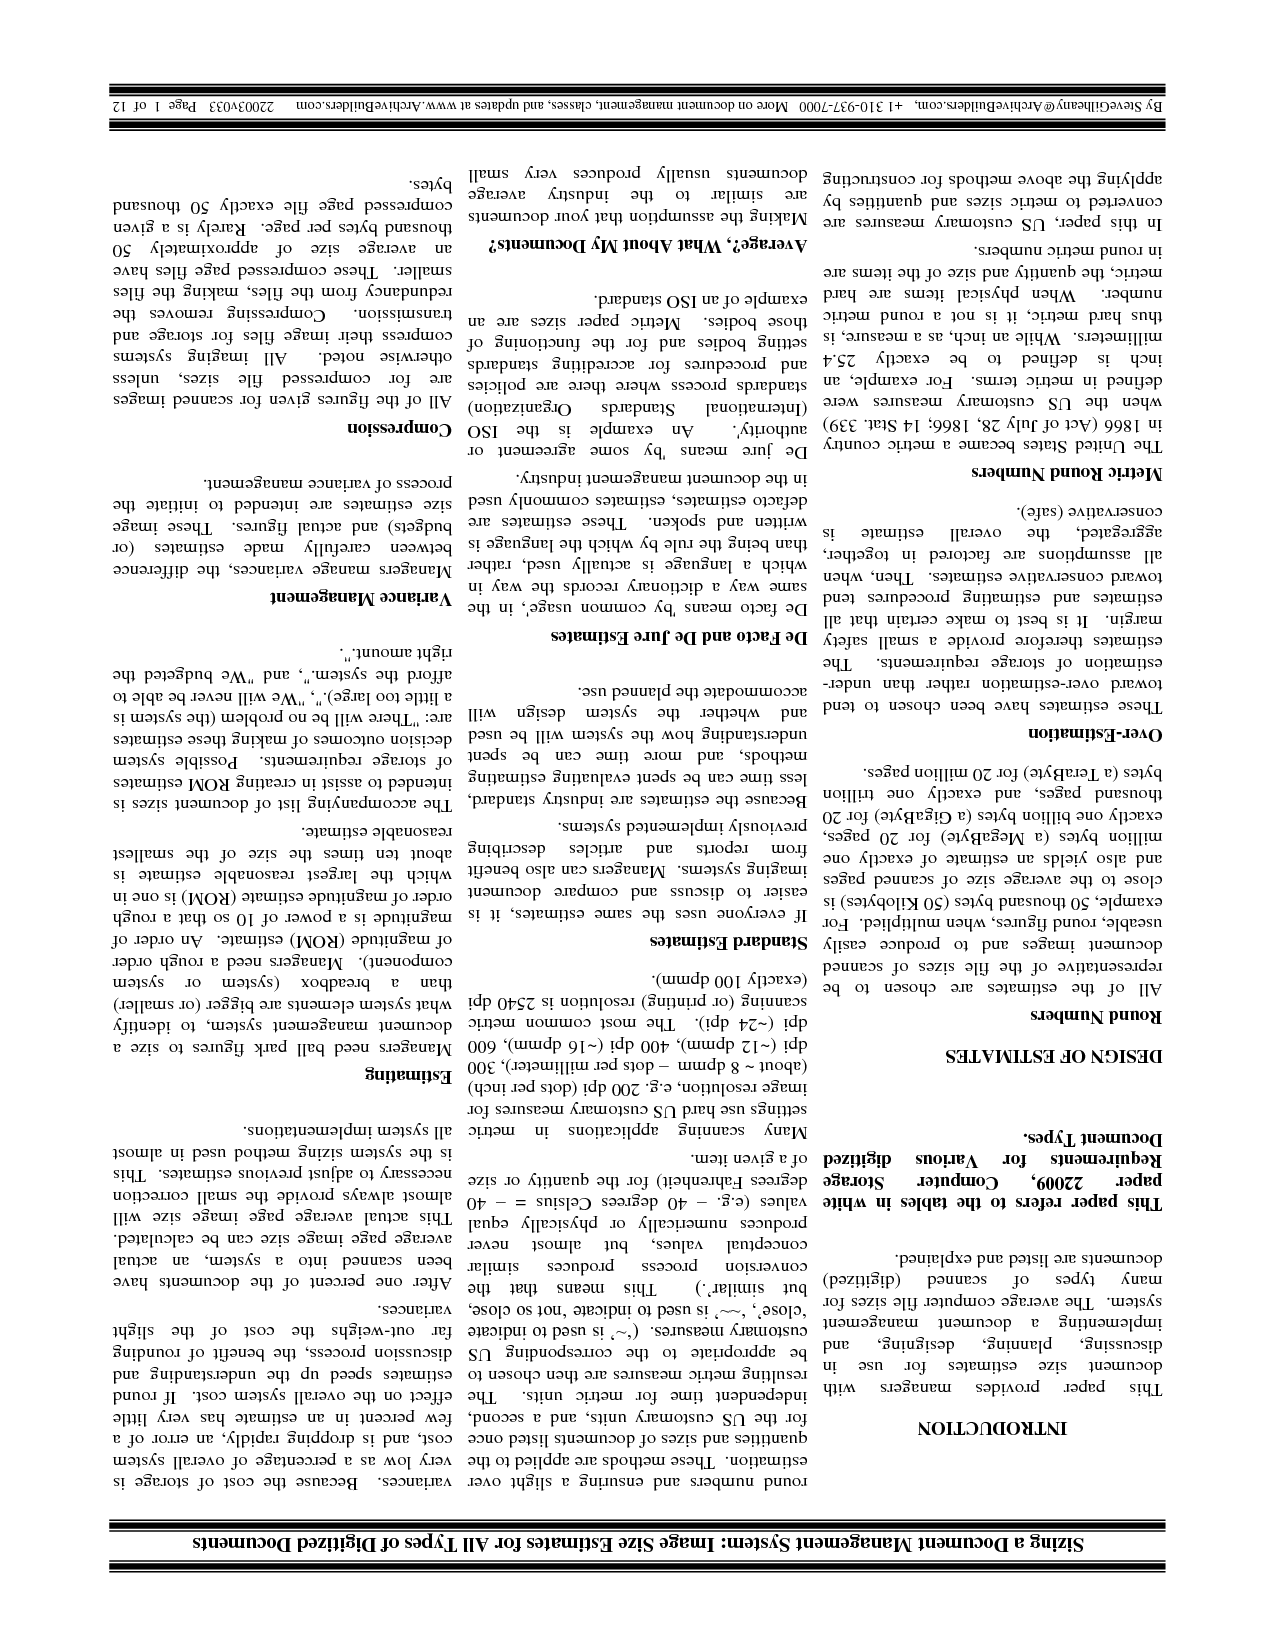 Sizing a Document Management System: Image Size Estimates for All Types of Digitized Documents
INTRODUCTION
This paper provides managers with
document size estimates for use in
discussing, planning, designing, and
implementing a document management
system. The average computer file sizes for
many types of scanned (digitized)
documents are listed and explained.
This paper refers to the tables in white
paper 22009, Computer Storage
Requirements for Various digitized
Document Types.
DESIGN OF ESTIMATES
Round Numbers
All of the estimates are chosen to be
representative of the file sizes of scanned
document images and to produce easily
useable, round figures, when multiplied. For
example, 50 thousand bytes (50 Kilobytes) is
close to the average size of scanned pages
and also yields an estimate of exactly one
million bytes (a MegaByte) for 20 pages,
exactly one billion bytes (a GigaByte) for 20
thousand pages, and exactly one trillion
bytes (a TeraByte) for 20 million pages.
Over-Estimation
These estimates have been chosen to tend
toward over-estimation rather than under-
estimation of storage requirements. The
estimates therefore provide a small safety
margin. It is best to make certain that all
estimates and estimating procedures tend
toward conservative estimates. Then, when
all assumptions are factored in together,
aggregated, the overall estimate is
conservative (safe).
Metric Round Numbers
The United States became a metric country
in 1866 (Act of July 28, 1866; 14 Stat. 339)
when the US customary measures were
defined in metric terms. For example, an
inch is defined to be exactly 25.4
millimeters. While an inch, as a measure, is
thus hard metric, it is not a round metric
number. When physical items are hard
metric, the quantity and size of the items are
in round metric numbers.
In this paper, US customary measures are
converted to metric sizes and quantities by
applying the above methods for constructing
round numbers and ensuring a slight over
estimation. These methods are applied to the
quantities and sizes of documents listed once
for the US customary units, and a second,
independent time for metric units. The
resulting metric measures are then chosen to
be appropriate to the corresponding US
customary measures. ('~' is used to indicate
'close', '~~' is used to indicate 'not so close,
but similar'.) This means that the
conversion process produces similar
conceptual values, but almost never
produces numerically or physically equal
values (e.g. – 40 degrees Celsius = – 40
degrees Fahrenheit) for the quantity or size
of a given item.
Many scanning applications in metric
settings use hard US customary measures for
image resolution, e.g. 200 dpi (dots per inch)
(about ~ 8 dpmm – dots per millimeter), 300
dpi (~12 dpmm), 400 dpi (~16 dpmm), 600
dpi (~24 dpi). The most common metric
scanning (or printing) resolution is 2540 dpi
(exactly 100 dpmm).
Standard Estimates
If everyone uses the same estimates, it is
easier to discuss and compare document
imaging systems. Managers can also benefit
from reports and articles describing
previously implemented systems.
Because the estimates are industry standard,
less time can be spent evaluating estimating
methods, and more time can be spent
understanding how the system will be used
and whether the system design will
accommodate the planned use.
De Facto and De Jure Estimates
De facto means 'by common usage', in the
same way a dictionary records the way in
which a language is actually used, rather
than being the rule by which the language is
written and spoken. These estimates are
defacto estimates, estimates commonly used
in the document management industry.
De jure means 'by some agreement or
authority'. An example is the ISO
(International Standards Organization)
standards process where there are policies
and procedures for accrediting standards
setting bodies and for the functioning of
those bodies. Metric paper sizes are an
example of an ISO standard.
Average?, What About My Documents?
Making the assumption that your documents
are similar to the industry average
documents usually produces very small
variances. Because the cost of storage is
very low as a percentage of overall system
cost, and is dropping rapidly, an error of a
few percent in an estimate has very little
effect on the overall system cost. If round
estimates speed up the understanding and
discussion process, the benefit of rounding
far out-weighs the cost of the slight
variances.
After one percent of the documents have
been scanned into a system, an actual
average page image size can be calculated.
This actual average page image size will
almost always provide the small correction
necessary to adjust previous estimates. This
is the system sizing method used in almost
all system implementations.
Estimating
Managers need ball park figures to size a
document management system, to identify
what system elements are bigger (or smaller)
than a breadbox (system or system
component). Managers need a rough order
of magnitude (ROM) estimate. An order of
magnitude is a power of 10 so that a rough
order of magnitude estimate (ROM) is one in
which the largest reasonable estimate is
about ten times the size of the smallest
reasonable estimate.
The accompanying list of document sizes is
intended to assist in creating ROM estimates
of storage requirements. Possible system
decision outcomes of making these estimates
are: "There will be no problem (the system is
a little too large).", "We will never be able to
afford the system.", and "We budgeted the
right amount.".
Variance Management
Managers manage variances, the difference
between carefully made estimates (or
budgets) and actual figures. These image
size estimates are intended to initiate the
process of variance management.
Compression
All of the figures given for scanned images
are for compressed file sizes, unless
otherwise noted. All imaging systems
compress their image files for storage and
transmission. Compressing removes the
redundancy from the files, making the files
smaller. These compressed page files have
an average size of approximately 50
thousand bytes per page. Rarely is a given
compressed page file exactly 50 thousand
bytes.
By SteveGilheany@ArchiveBuilders.com, +1 310-937-7000 More on document management, classes, and updates at www.ArchiveBuilders.com 22003v033 Page 1 of 12